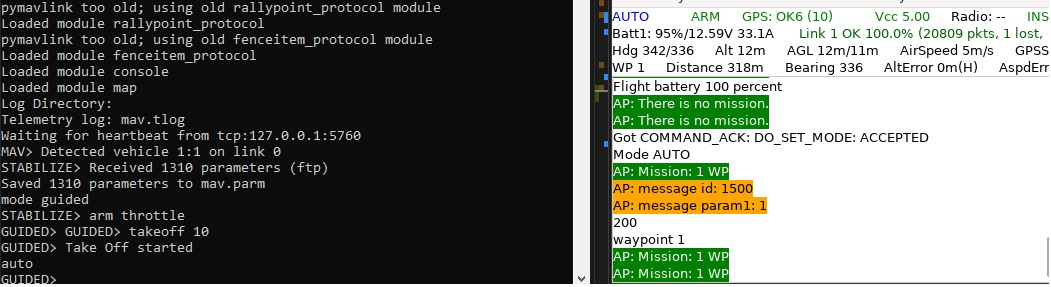 pymavlink too old; using old rallypoint_protocol module
Loaded module rallypoint_protocol
pymavlink too old; using old fenceitem_protocol module
Loaded module fenceitem_protocol
Loaded module console
Loaded module map
Log Directory:
Telemetry log: mav.tlog
Waiting for heartbeat from tcp:127.0.0.1:5760
MAV> Detected vehicle 1:1 on link 0
STABILIZE> Received 1310 parameters (ftp)
Saved 1310 parameters to mav.parm
mode guided
STABILIZE> arm throttle
GUIDED> GUIDED> takeoff 10
GUIDED> Take Off started
auto
GUIDED>
AUTO ARM GPS: OK6 (10) Vcc 5.00 Radio: -- INS
Batt1: 95%/12.59V 33.1A Link 1 OK 100.0% (20809 pkts, 1 lost,
Hdg 342/336 Alt 12m AGL 12m/11m AirSpeed 5m/s GPSS
WP 1 Distance 318m Bearing 336 AltError 0m(H) AspdErr
Flight battery 100 percent
AP: There is no mission.
AP: There is no mission.
Got COMMAND_ACK: DO_SET_MODE: ACCEPTED
Mode AUTO
AP: Mission: 1 WP
AP: message id: 1500
AP: message param1: 1
200
waypoint 1
AP: Mission: 1 WP
AP: Mission: 1 WP